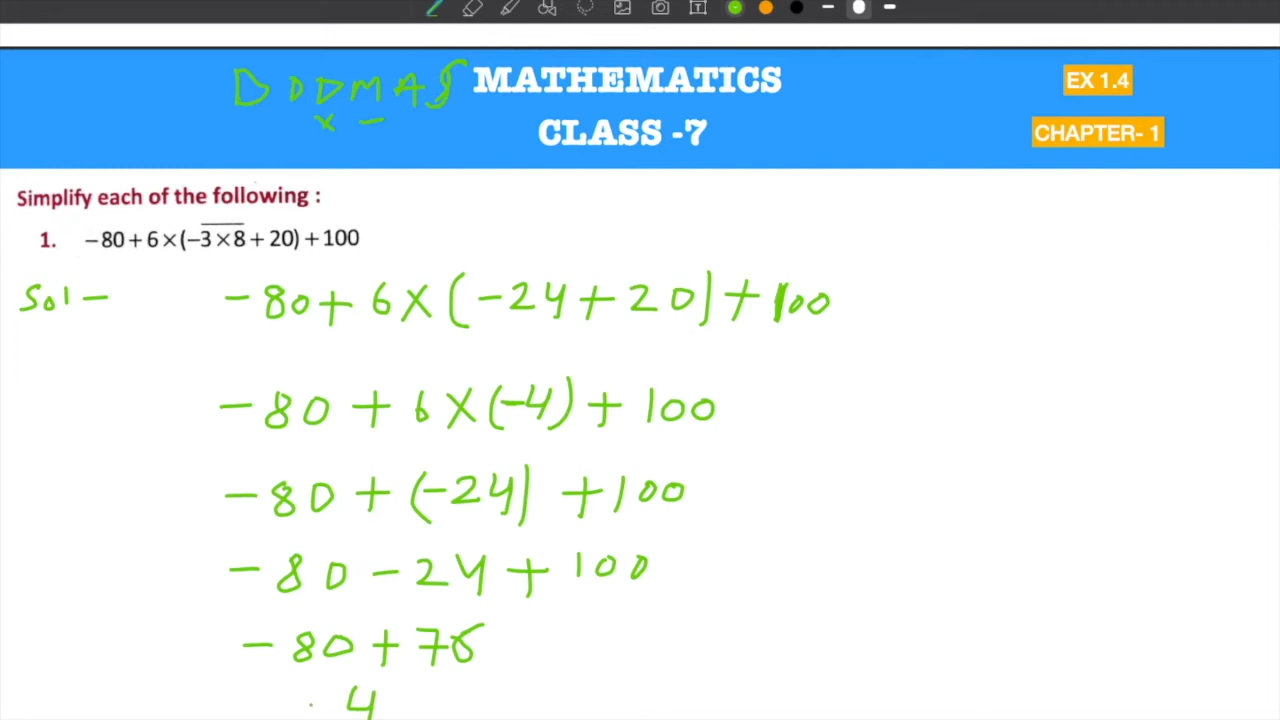 BODMAS MATHEMATICS EX 1.4
CLASS -7 CHAPTER- 1
Simplify each of the following :
1. −80+6×(−3×8+20)+100
Sol − −80+6×(−24+20)+100
−80+6×(−4)+100
−80+(−24)+100
−80−24+100
−80+76
4